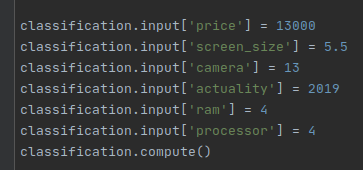 classification.input['price'] = 13000
classification.input['screen_size'] = 5.5
classification.input['camera'] = 13
classification.input['actuality'] = 2019
classification.input['ram'] = 4
classification.input['processor'] = 4
classification.compute()